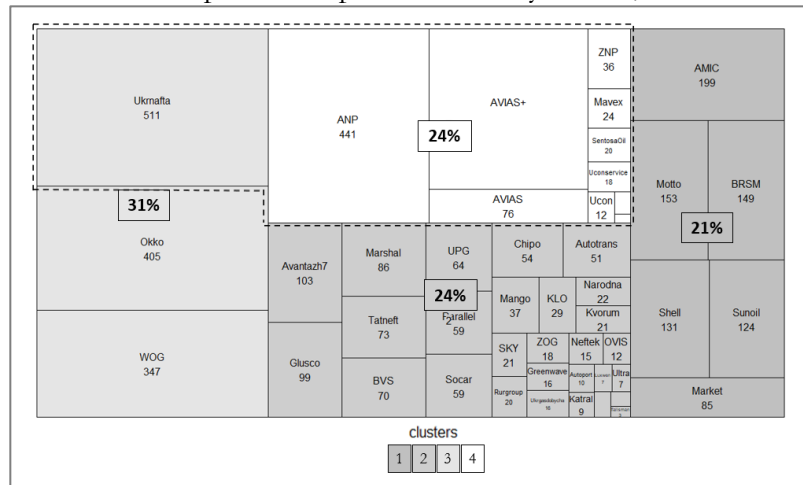 Ukrnafta
511
31%
Okko
405
WOG
347
ANP
441
24%
AVIAS+
AVIAS
76
ZNP
36
Mavex
24
SentosaOil
20
Uconservice
18
Ucon
12
AMIC
199
Motto
153
BRSM
149
21%
Shell
131
Sunoil
124
Market
85
Avantazh7
103
Glusco
99
Marshal
86
Tatneft
73
BVS
70
UPG
64
24%
Parallel
2
59
Socar
59
Chipo
54
Autotrans
51
Mango
37
KLO
29
Narodna
22
Kvorum
21
SKY
21
Rurgroup
20
ZOG
18
Greenwave
16
Ukrgasdobycha
16
Neftek
15
OVIS
12
Autoport
10
7
Ultra
7
Katral
9
clusters
1 2 3 4